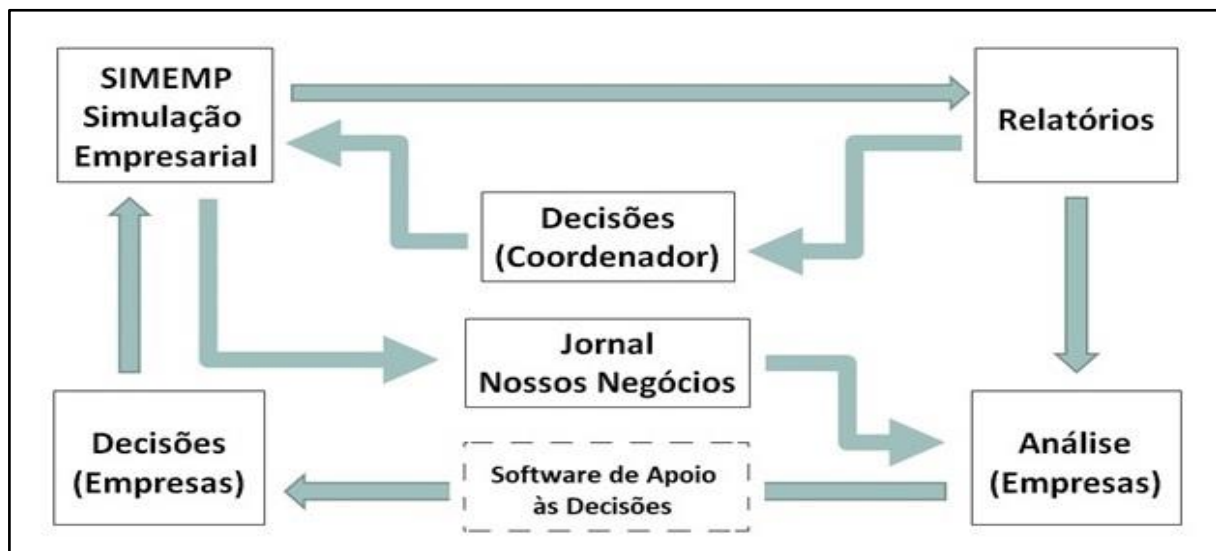 SIMEMP
Simulação
Empresarial
Relatórios
Decisões
(Coordenador)
Jornal
Nossos Negócios
Decisões
(Empresas)
Software de Apoio
às Decisões
Análise
(Empresas)